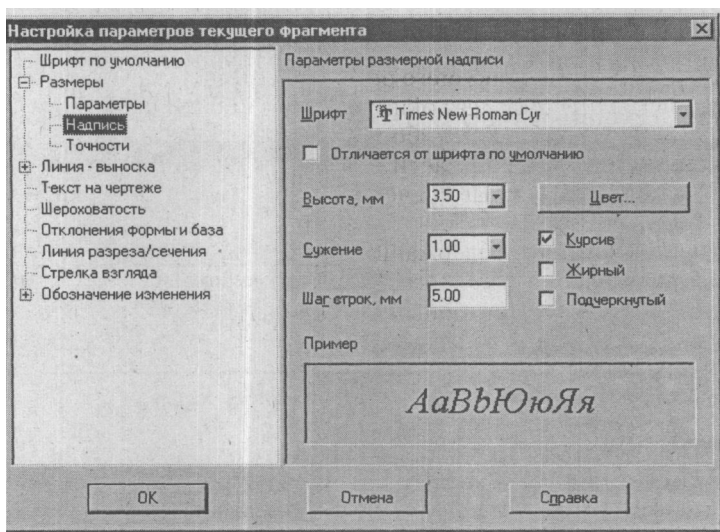 Настройка параметров текущего фрагмента
Шрифт по умолчанию
Размеры
Параметры
Надпись
Точности
Линия - выноска
Текст на чертеже
Шероховатость
Отклонения формы и база
Линия разреза/сечения
Стрелка взгляда
Обозначение изменения
Параметры размерной надписи
Шрифт Times New Roman Cyr
Отличается от шрифта по умолчанию
Высота, мм 3.50 Цвет...
Сужение 1.00 Курсив
Жирный
Шаг строк, мм 5.00 Подчеркнутый
Пример
АаВbЮюЯя
OK Отмена Справка